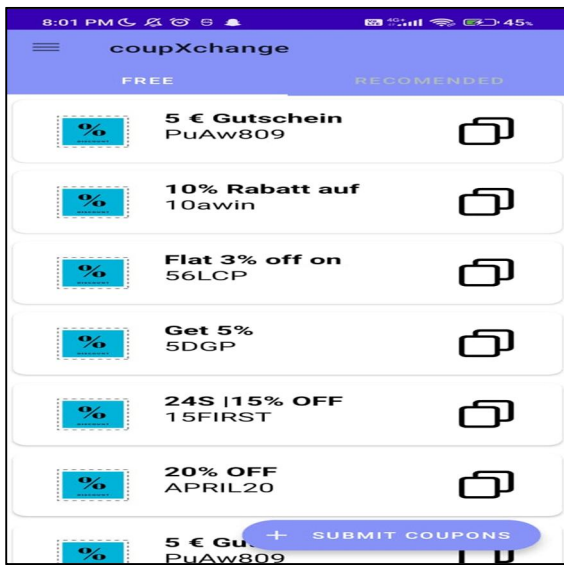 8:01 PM
45%
coupXchange
FREE
RECOMENDED
5 € Gutschein
PuAw809
10% Rabatt auf
10awin
Flat 3% off on
56LCP
Get 5%
5DGP
24S |15% OFF
15FIRST
20% OFF
APRIL20
5 € Gu
PuAw809
+ SUBMIT COUPONS